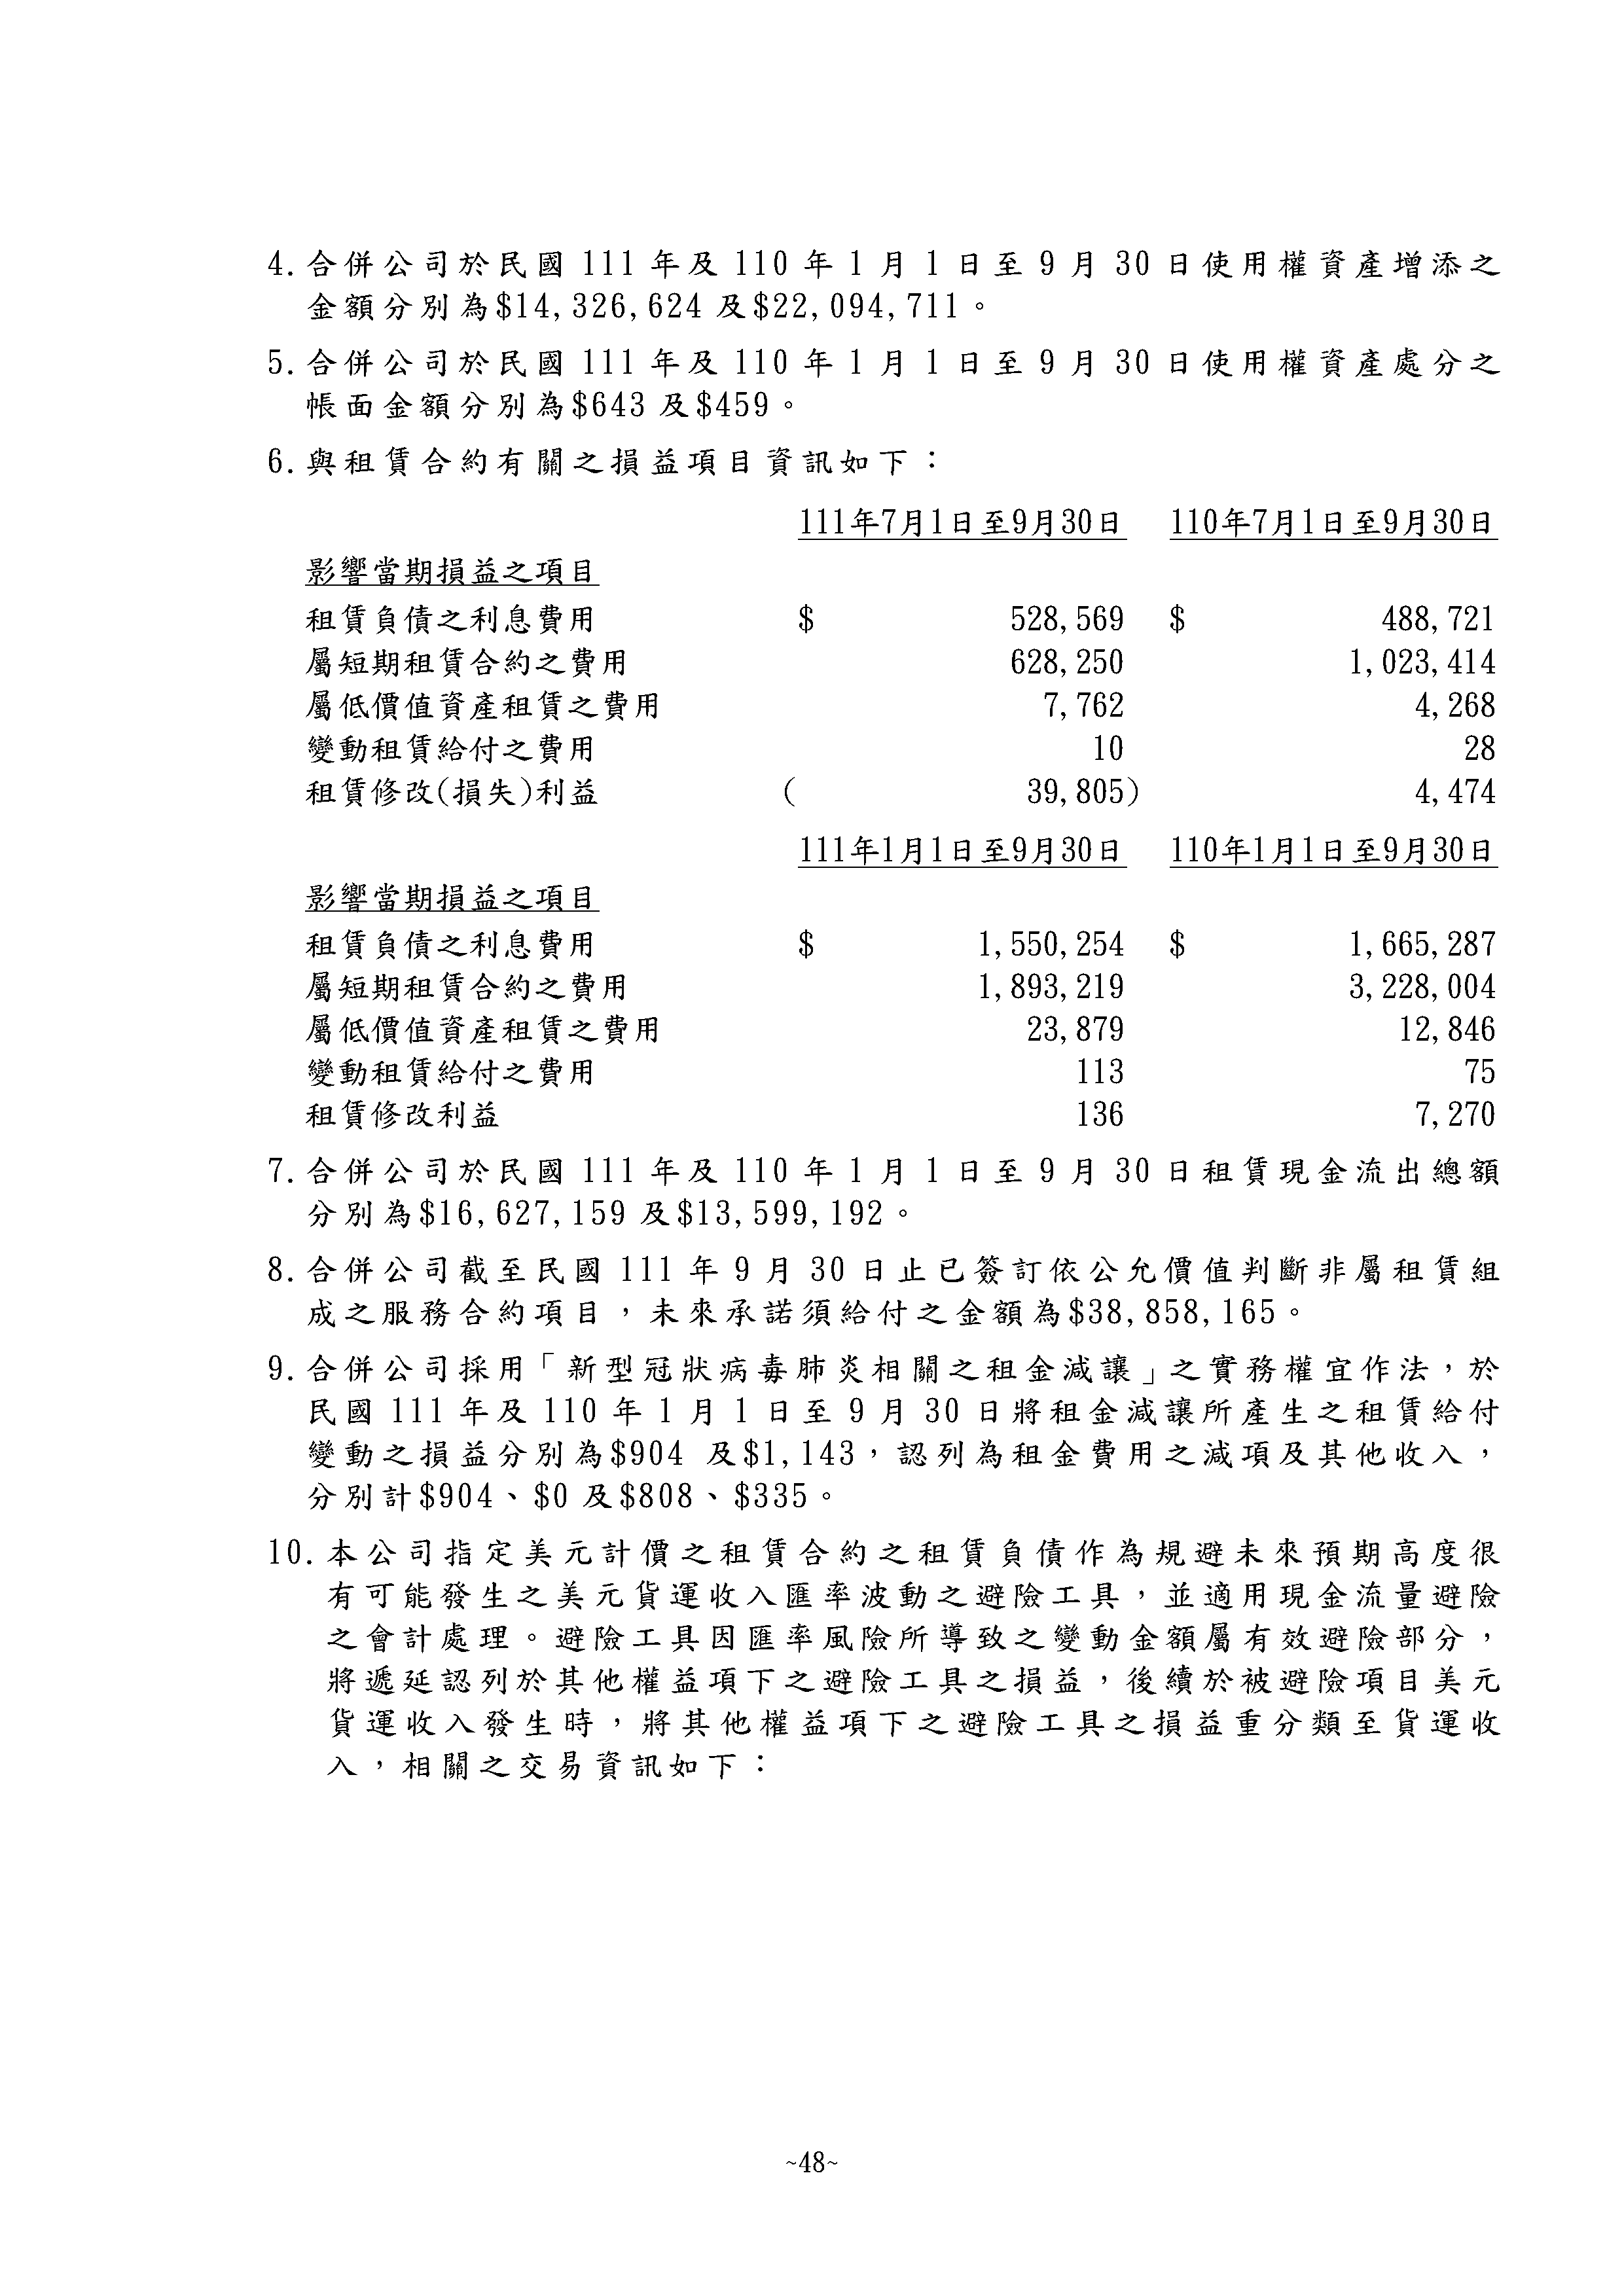 4.合併公司於民國 111 年及 110 年 1 月 1 日至 9 月 30 日使用權資產增添之
金額分別為$14,326,624 及$22,094,711。
5.合併公司於民國 111 年及 110 年 1 月 1 日至 9 月 30 日使用權資產處分之
帳面金額分別為$643 及$459。
6.與租賃合約有關之損益項目資訊如下：
111年7月1日至9月30日 110年7月1日至9月30日
影響當期損益之項目
租賃負債之利息費用 $ 528,569 $ 488,721
屬短期租賃合約之費用 628,250 1,023,414
屬低價值資產租賃之費用 7,762 4,268
變動租賃給付之費用 10 28
租賃修改(損失)利益 ( 39,805) 4,474
111年1月1日至9月30日 110年1月1日至9月30日
影響當期損益之項目
租賃負債之利息費用 $ 1,550,254 $ 1,665,287
屬短期租賃合約之費用 1,893,219 3,228,004
屬低價值資產租賃之費用 23,879 12,846
變動租賃給付之費用 113 75
租賃修改利益 136 7,270
7.合併公司於民國 111 年及 110 年 1 月 1 日至 9 月 30 日租賃現金流出總額
分別為$16,627,159 及$13,599,192。
8.合併公司截至民國 111 年 9 月 30 日止已簽訂依公允價值判斷非屬租賃組
成之服務合約項目，未來承諾須給付之金額為$38,858,165。
9.合併公司採用「新型冠狀病毒肺炎相關之租金減讓」之實務權宜作法，於
民國 111 年及 110 年 1 月 1 日至 9 月 30 日將租金減讓所產生之租賃給付
變動之損益分別為$904 及$1,143，認列為租金費用之減項及其他收入，
分別計$904、$0 及$808、$335。
10.本公司指定美元計價之租賃合約之租賃負債作為規避未來預期高度很
有可能發生之美元貨運收入匯率波動之避險工具，並適用現金流量避險
之會計處理。避險工具因匯率風險所導致之變動金額屬有效避險部分，
將遞延認列於其他權益項下之避險工具之損益，後續於被避險項目美元
貨運收入發生時，將其他權益項下之避險工具之損益重分類至貨運收
入，相關之交易資訊如下：
~48~